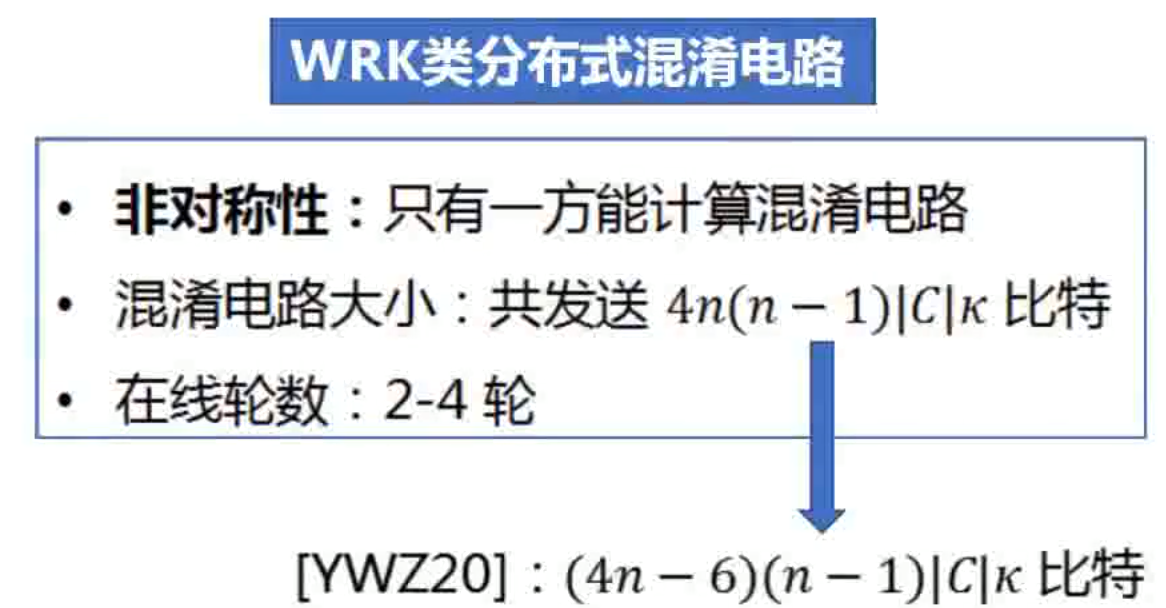 WRK类分布式混淆电路
• 非对称性：只有一方能计算混淆电路
• 混淆电路大小：共发送 4n(n − 1)|C|κ 比特
• 在线轮数：2-4 轮
[YWZ20]：(4n − 6)(n − 1)|C|κ 比特